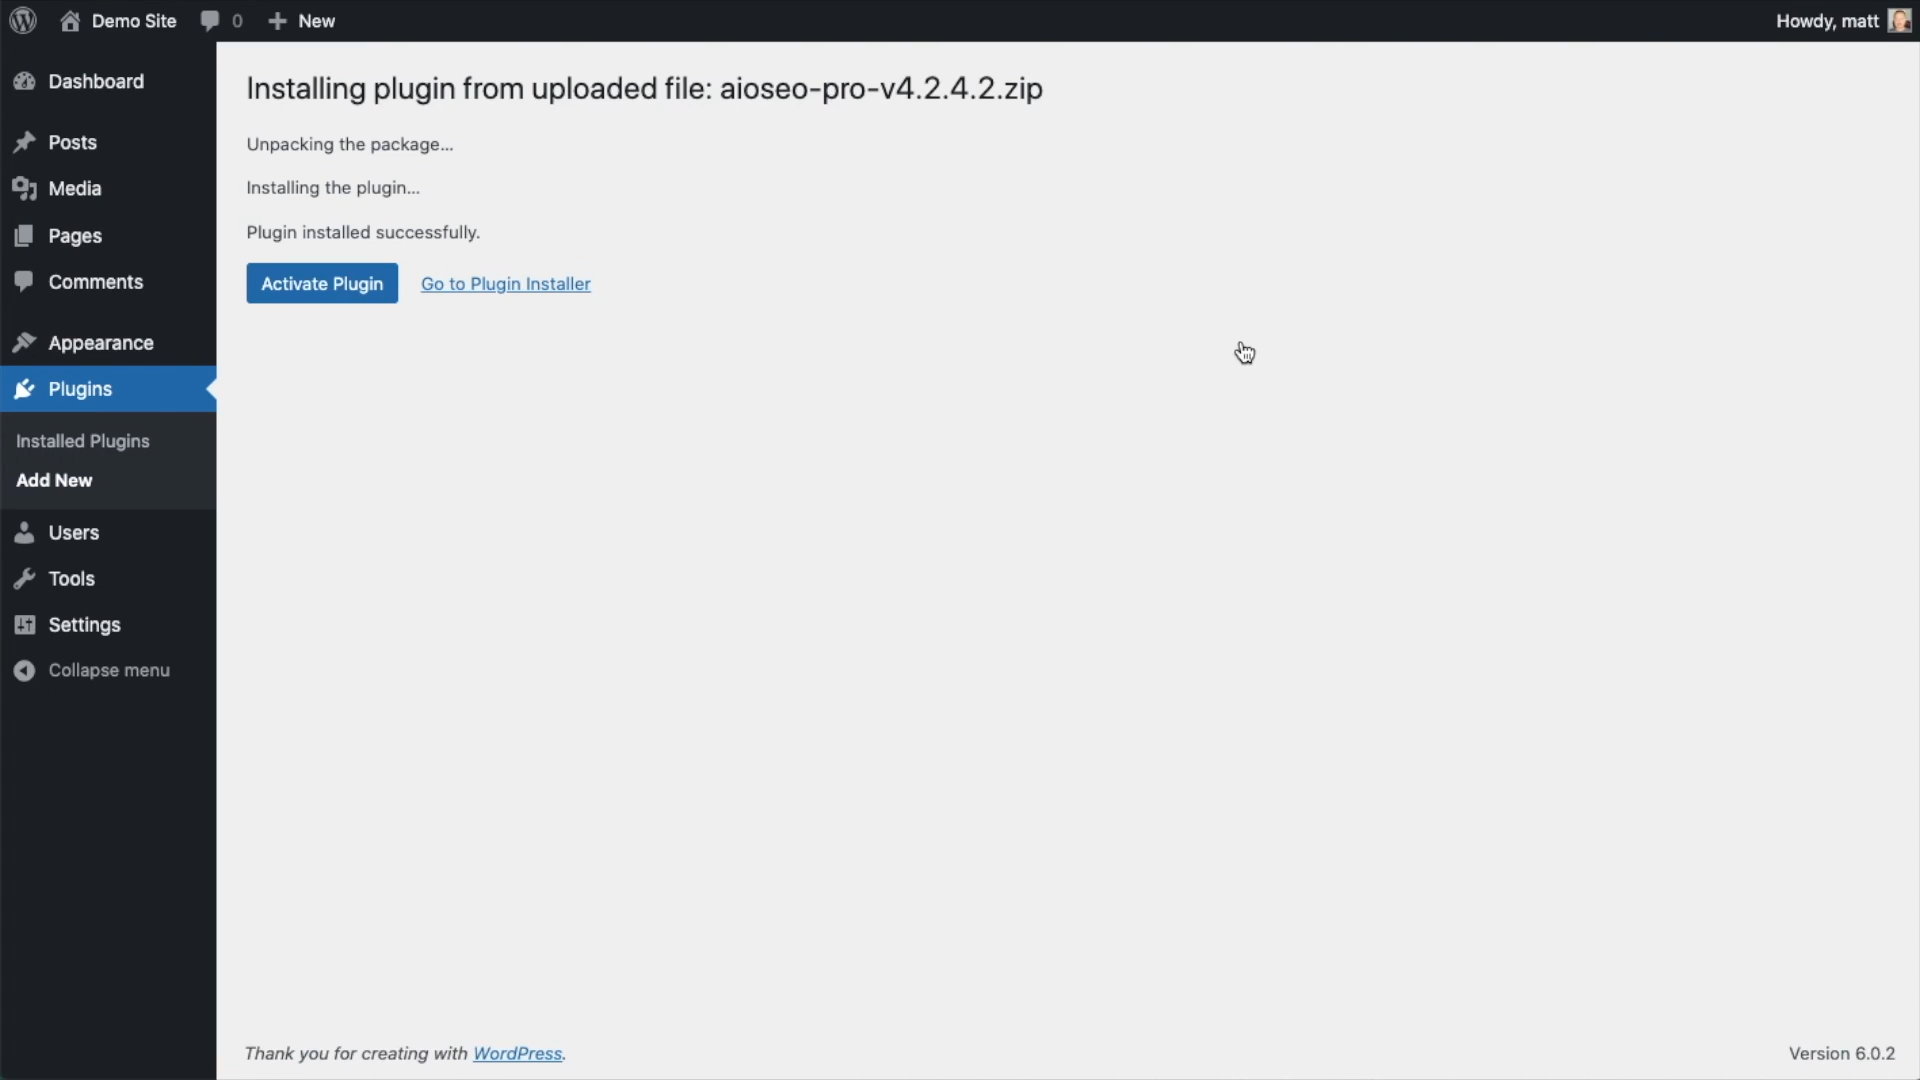 Demo Site
0
New
Howdy, matt
Dashboard
Posts
Media
Pages
Comments
Appearance
Plugins
Installed Plugins
Add New
Users
Tools
Settings
Collapse menu
Installing plugin from uploaded file: aioseo-pro-v4.2.4.2.zip
Unpacking the package…
Installing the plugin…
Plugin installed successfully.
Activate Plugin
Go to Plugin Installer
Thank you for creating with WordPress.
Version 6.0.2